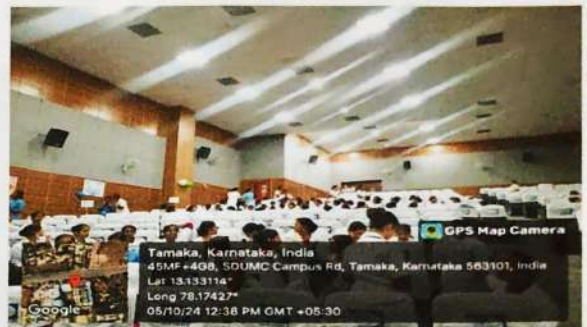 GPS Map Camera
Tamaka, Karnataka, India
45MF+4G8, SDUMC Campus Rd, Tamaka, Karnataka 563101, India
Lat 13.133114°
Long 78.17427°
05/10/24 12:38 PM GMT +05:30
Google